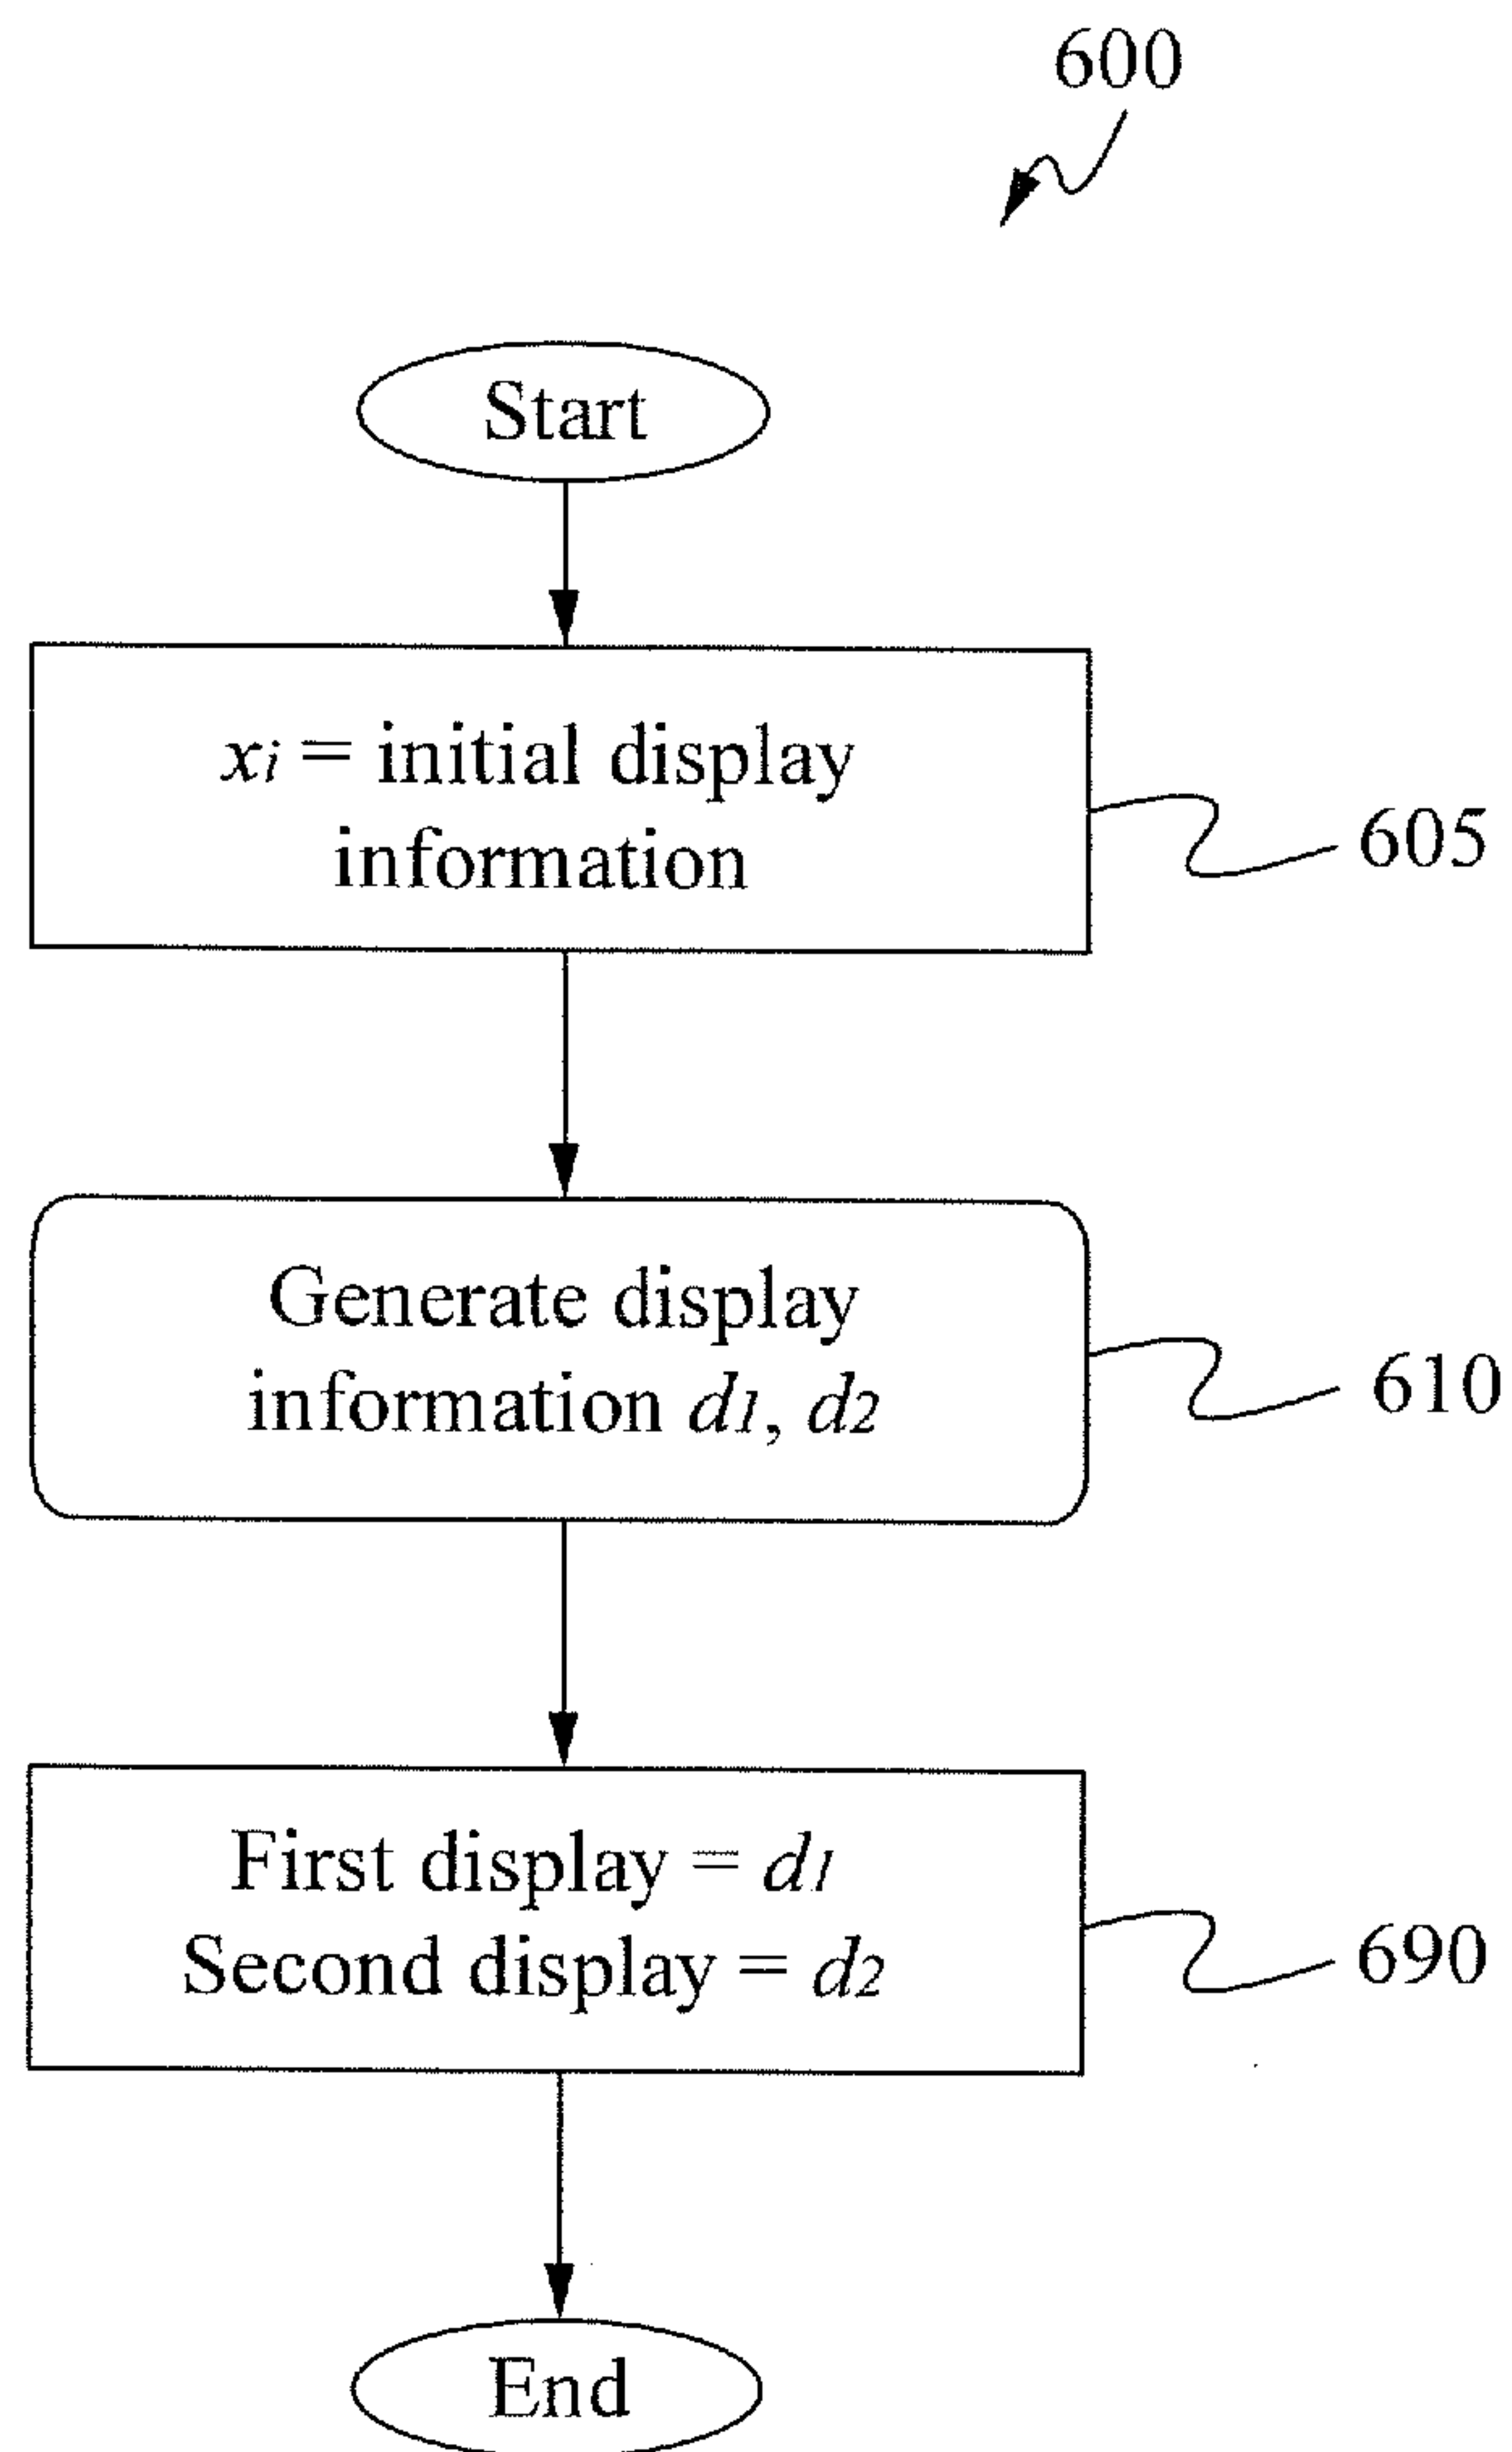 600
Start
xi = initial display
information
605
Generate display
information d1, d2
610
First display = d1
Second display = d2
690
End